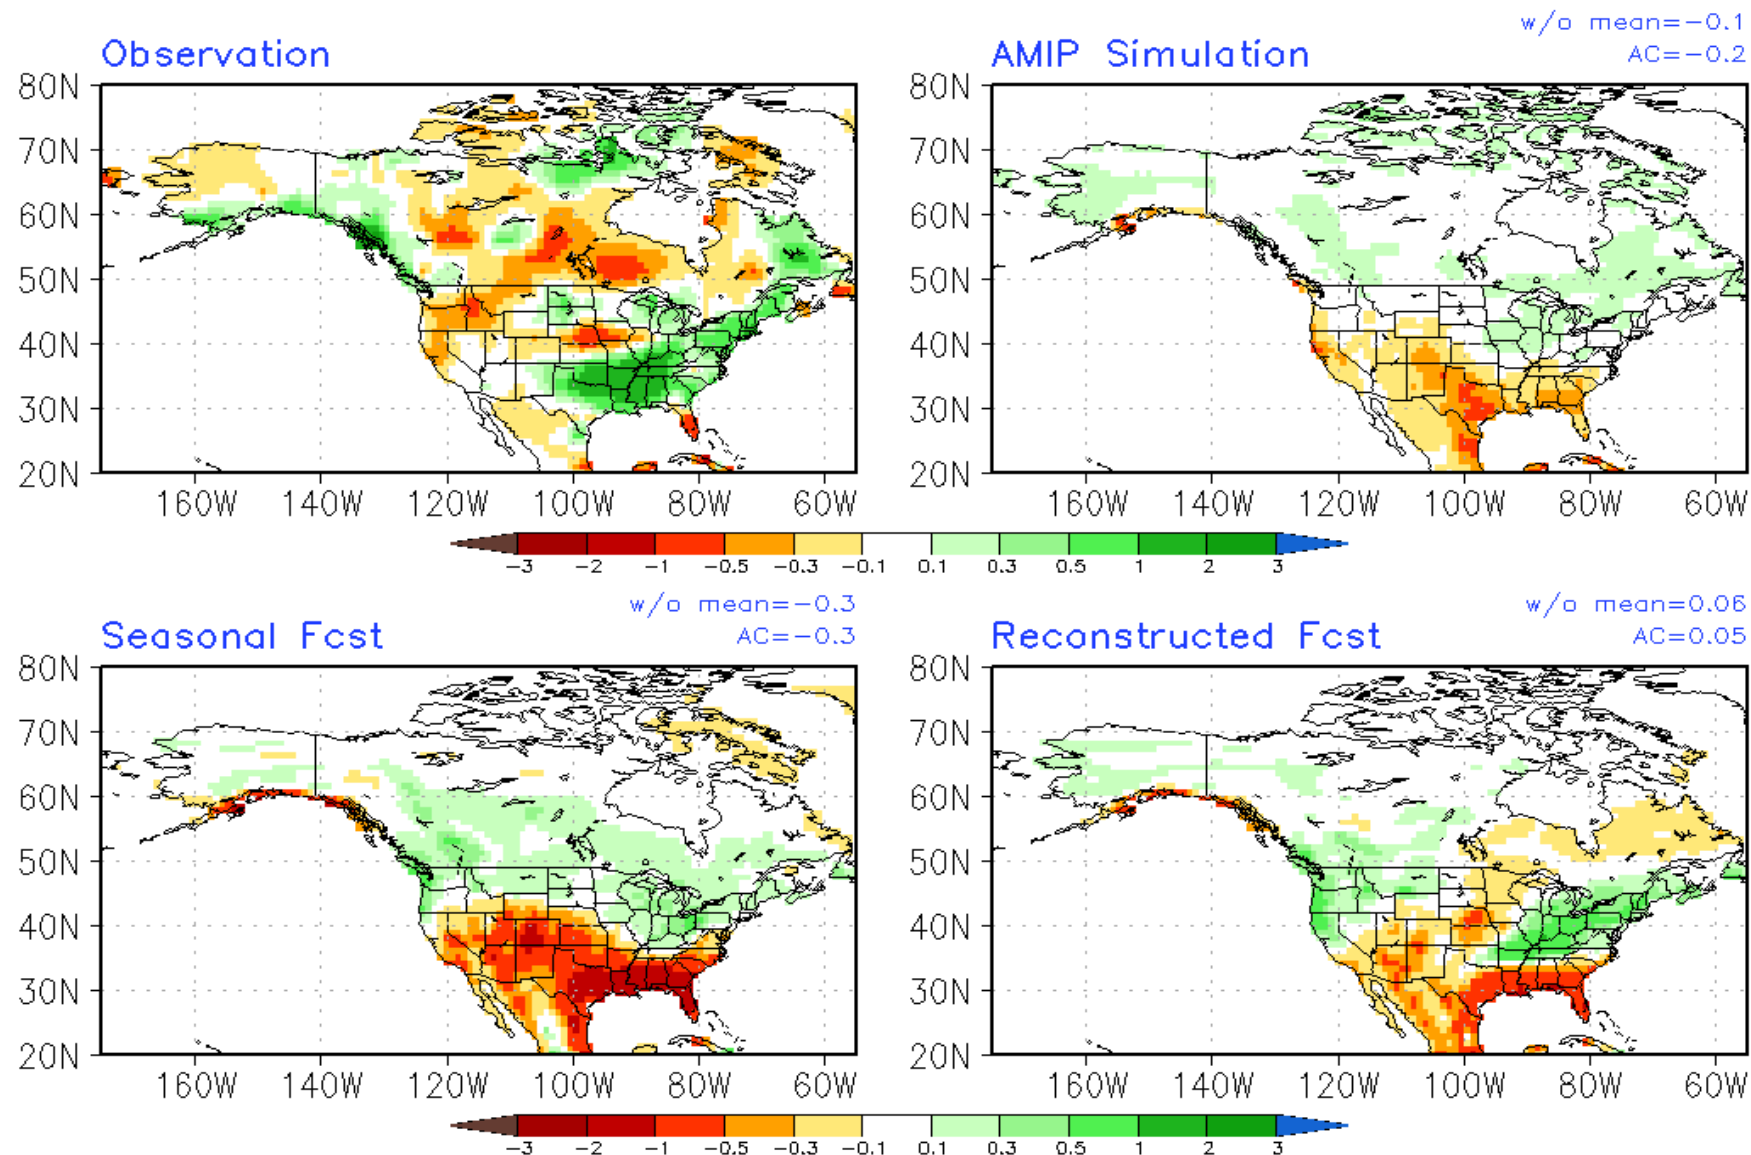 w/o mean=−0.1
Observation
AMIP Simulation
AC=−0.2
80N
70N
60N
50N
40N
30N
20N
160W 140W 120W 100W 80W 60W
80N
70N
60N
50N
40N
30N
20N
160W 140W 120W 100W 80W 60W
−3 −2 −1 −0.5 −0.3 −0.1 0.1 0.3 0.5 1 2 3
w/o mean=−0.3
Seasonal Fcst
AC=−0.3
w/o mean=0.06
Reconstructed Fcst
AC=0.05
80N
70N
60N
50N
40N
30N
20N
160W 140W 120W 100W 80W 60W
80N
70N
60N
50N
40N
30N
20N
160W 140W 120W 100W 80W 60W
−3 −2 −1 −0.5 −0.3 −0.1 0.1 0.3 0.5 1 2 3